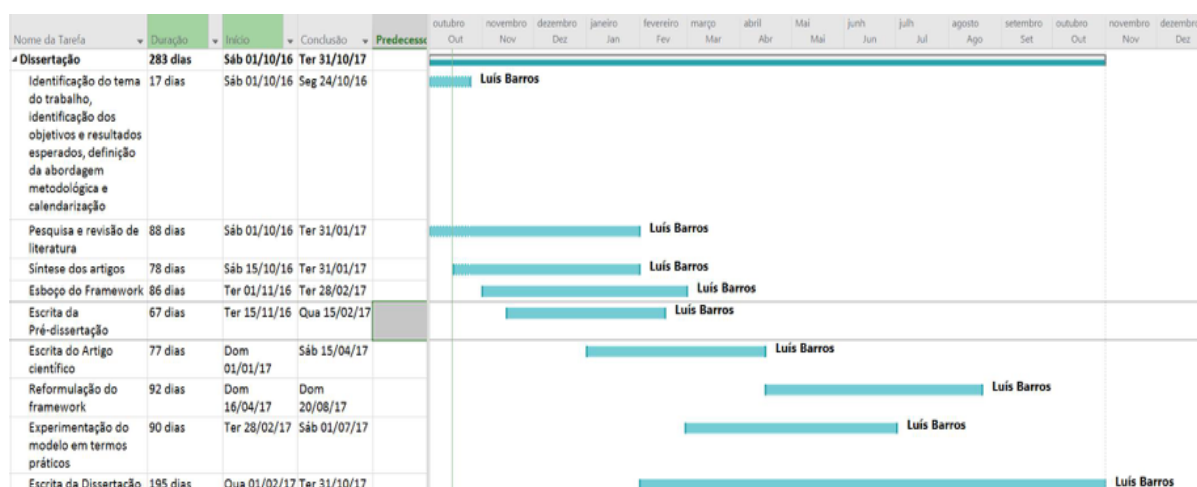 outubro novembro dezembro janeiro fevereiro março abril Mai junh julh agosto setembro outubro novembro dezembr
Nome da Tarefa Duração Início Conclusão Predecesso Out Nov Dez Jan Fev Mar Abr Mai Jun Jul Ago Set Out Nov Dez
Dissertação 283 dias Sáb 01/10/16 Ter 31/10/17
Identificação do tema 17 dias Sáb 01/10/16 Seg 24/10/16 Luís Barros
do trabalho,
identificação dos
objetivos e resultados
esperados, definição
da abordagem
metodológica e
calendarização
Pesquisa e revisão de 88 dias Sáb 01/10/16 Ter 31/01/17 Luís Barros
literatura
Síntese dos artigos 78 dias Sáb 15/10/16 Ter 31/01/17 Luís Barros
Esboço do Framework 86 dias Ter 01/11/16 Ter 28/02/17 Luís Barros
Escrita da 67 dias Ter 15/11/16 Qua 15/02/17 Luís Barros
Pré-dissertação
Escrita do Artigo 77 dias Dom Sáb 15/04/17 Luís Barros
científico 01/01/17
Reformulação do 92 dias Dom Dom Luís Barros
framework 16/04/17 20/08/17
Experimentação do 90 dias Ter 28/02/17 Sáb 01/07/17 Luís Barros
modelo em termos
práticos
Escrita da Dissertação 195 dias Qua 01/02/17 Ter 31/10/17 Luís Barros